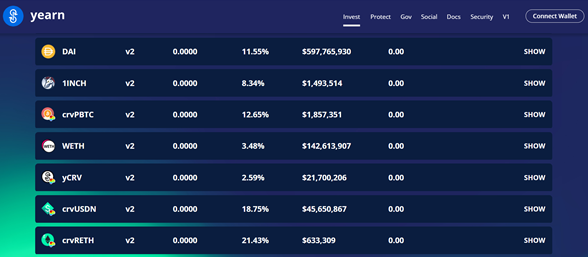 yearn
Invest Protect Gov Social Docs Security V1 Connect Wallet
DAI v2 0.0000 11.55% $597,765,930 0.00 SHOW
1INCH v2 0.0000 8.34% $1,493,514 0.00 SHOW
crvPBTC v2 0.0000 12.65% $1,857,351 0.00 SHOW
WETH WETH v2 0.0000 3.48% $142,613,907 0.00 SHOW
yCRV v2 0.0000 2.59% $21,700,206 0.00 SHOW
crvUSDN v2 0.0000 18.75% $45,650,867 0.00 SHOW
crvRETH v2 0.0000 21.43% $633,309 0.00 SHOW